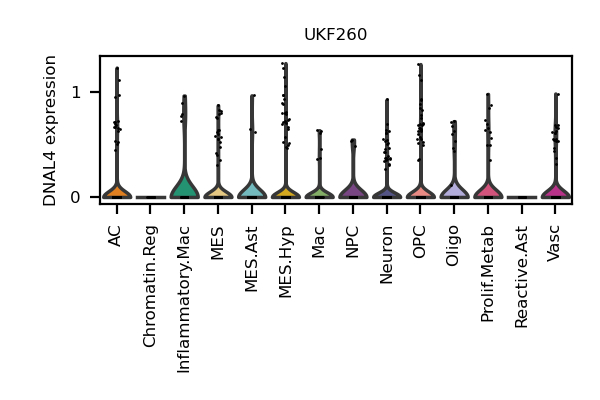 UKF260
DNAL4 expression
1
0
AC
Chromatin.Reg
Inflammatory.Mac
MES
MES.Ast
MES.Hyp
Mac
NPC
Neuron
OPC
Oligo
Prolif.Metab
Reactive.Ast
Vasc